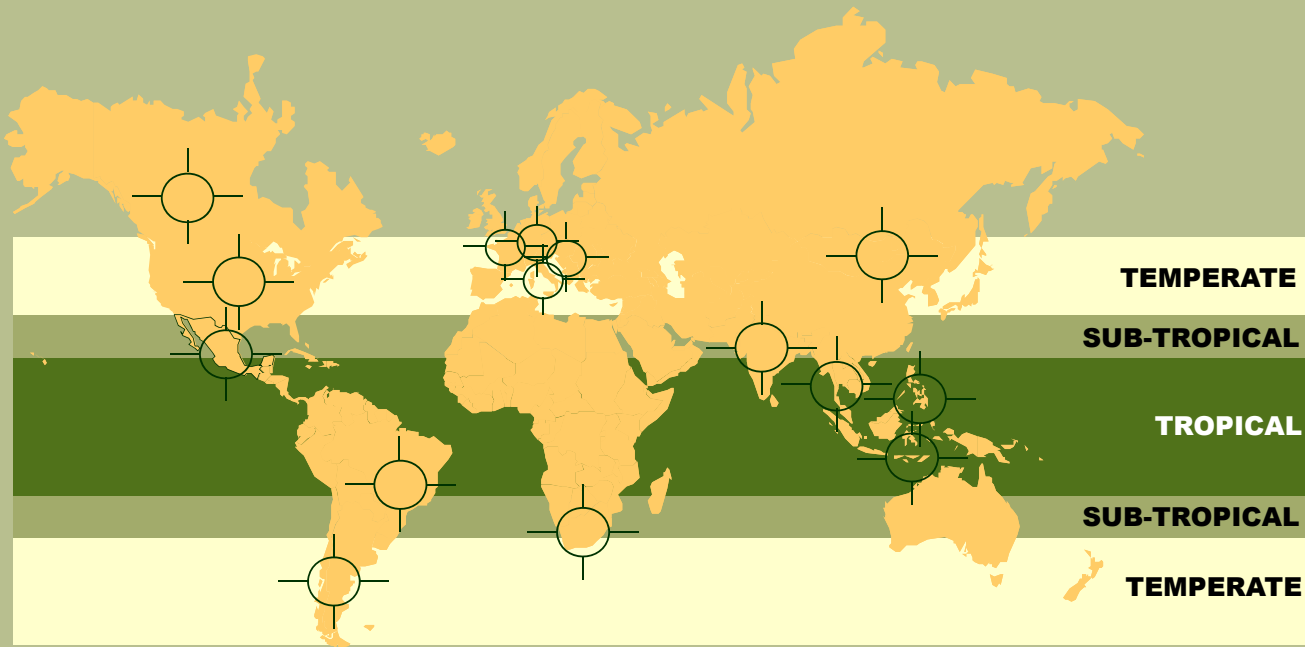 TEMPERATE
SUB-TROPICAL
TROPICAL
SUB-TROPICAL
TEMPERATE